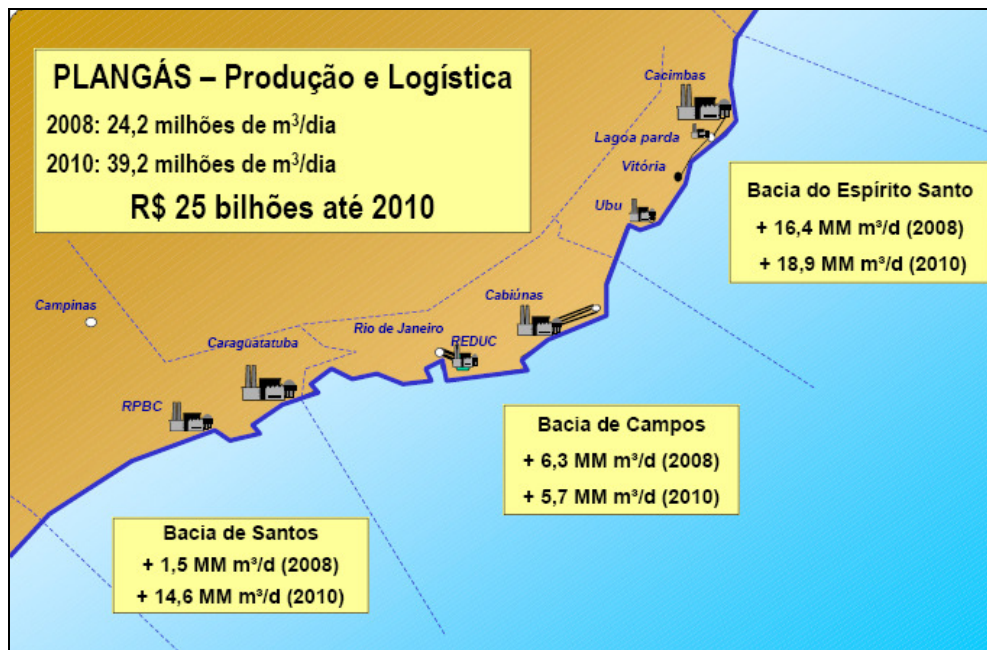 PLANGÁS – Produção e Logística
2008: 24,2 milhões de m³/dia
2010: 39,2 milhões de m³/dia
R$ 25 bilhões até 2010
Cacimbas
Lagoa parda
Vitória
Ubu
Bacia do Espírito Santo
+ 16,4 MM m³/d (2008)
+ 18,9 MM m³/d (2010)
Campinas
Cabiúnas
Rio de Janeiro
REDUC
Caragüatatuba
RPBC
Bacia de Campos
+ 6,3 MM m³/d (2008)
+ 5,7 MM m³/d (2010)
Bacia de Santos
+ 1,5 MM m³/d (2008)
+ 14,6 MM m³/d (2010)